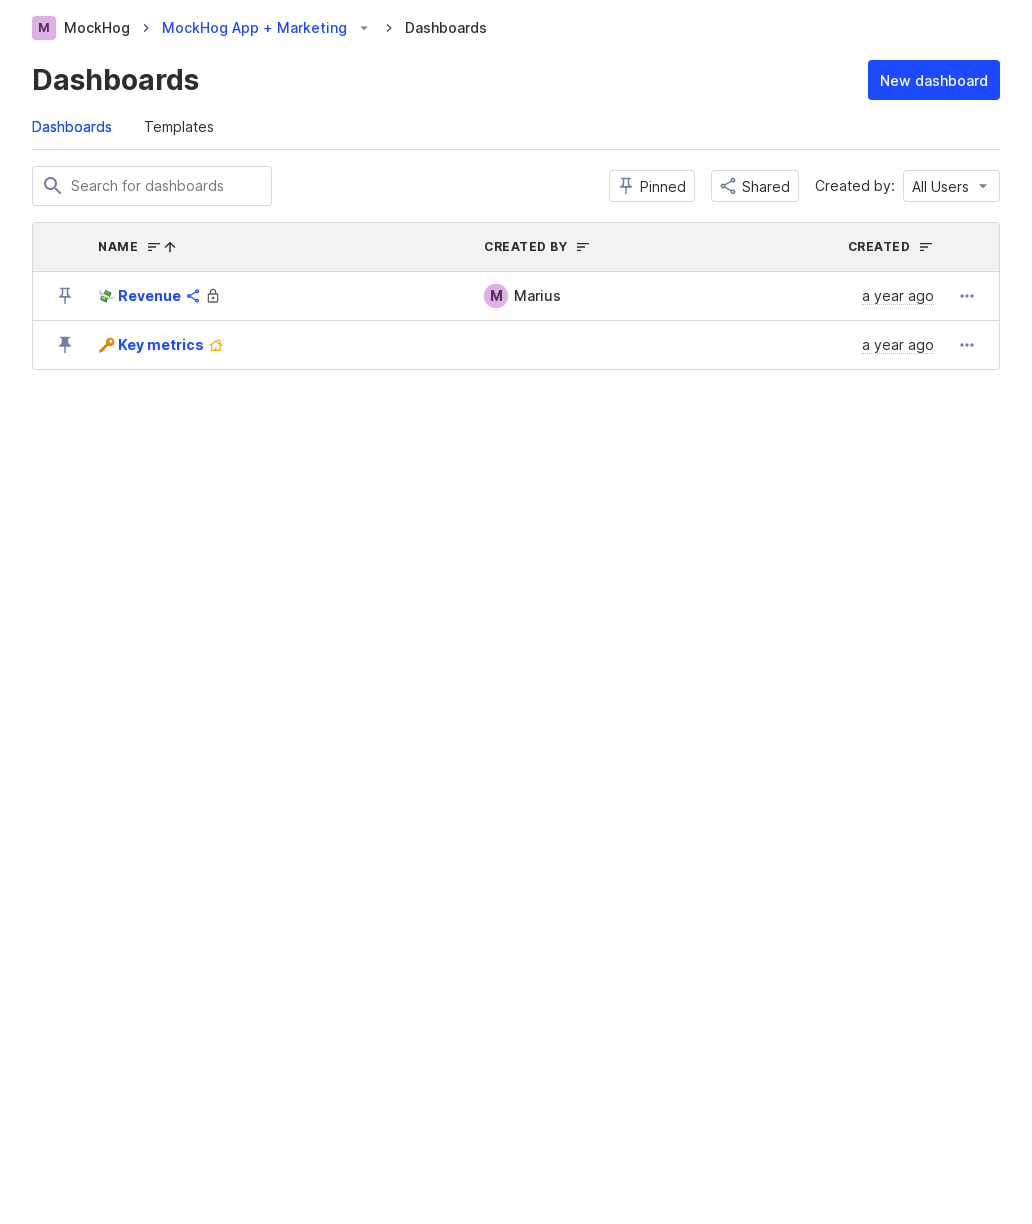 M MockHog > MockHog App + Marketing > Dashboards
Dashboards New dashboard
Dashboards Templates
Search for dashboards Pinned Shared Created by: All Users
NAME CREATED BY CREATED
💸 Revenue M Marius a year ago
🔑 Key metrics a year ago